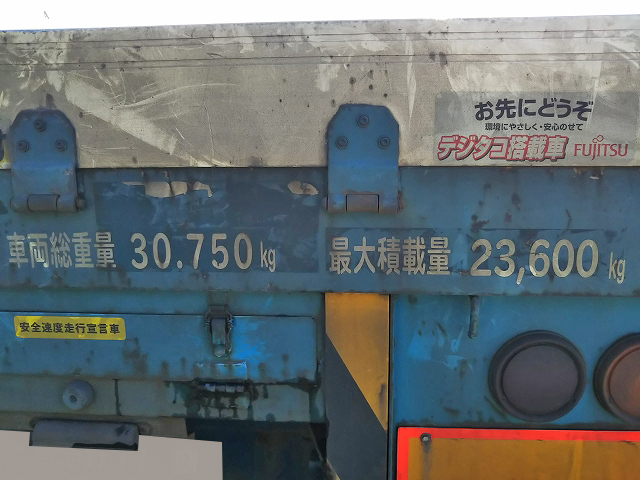 お先にどうぞ
環境にやさしく・安心のせて
デジタコ搭載車 FUJITSU
車両総重量 30.750 kg
最大積載量 23,600 kg
安全速度走行宣言車